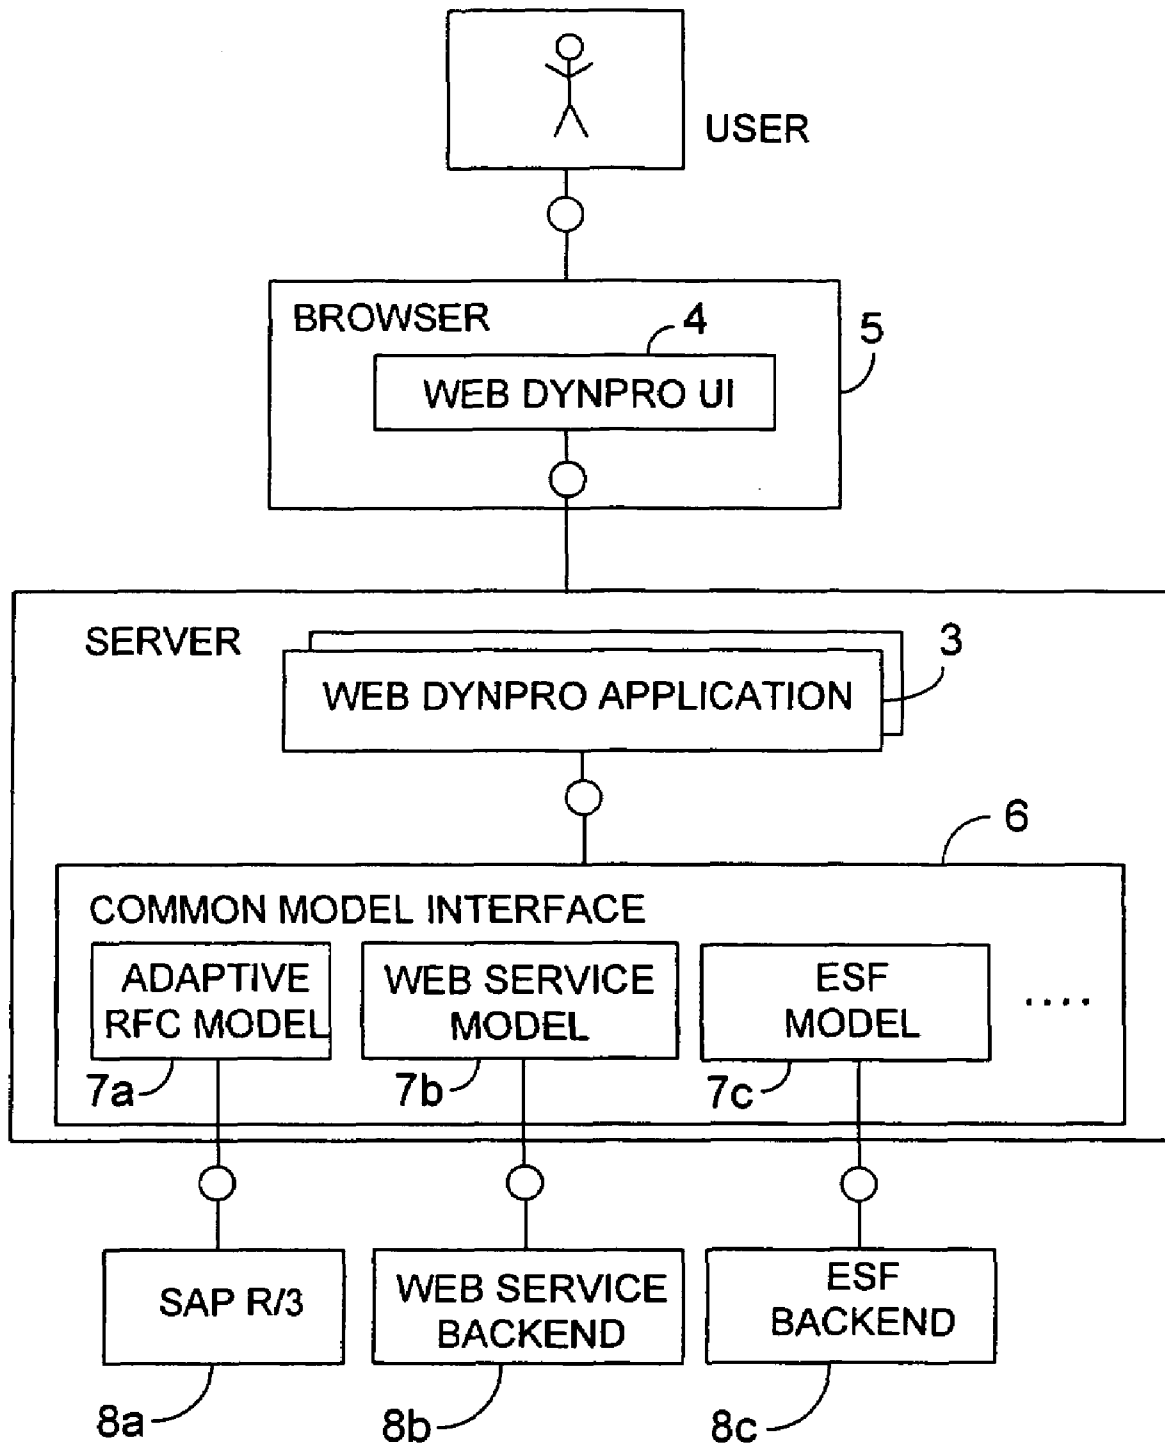 USER
BROWSER
4
5
WEB DYNPRO UI
SERVER
3
WEB DYNPRO APPLICATION
6
COMMON MODEL INTERFACE
ADAPTIVE
RFC MODEL
WEB SERVICE
MODEL
ESF
MODEL
....
7a
7b
7c
SAP R/3
WEB SERVICE
BACKEND
ESF
BACKEND
8a
8b
8c